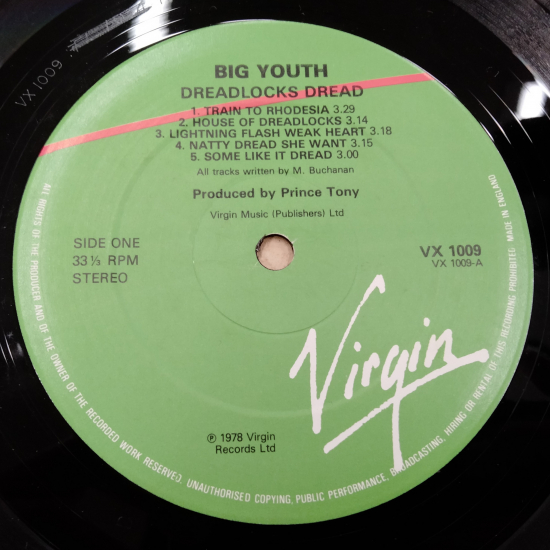 VX 1009
BIG YOUTH
DREADLOCKS DREAD
1. TRAIN TO RHODESIA 3.29
2. HOUSE OF DREADLOCKS 3.14
3. LIGHTNING FLASH WEAK HEART 3.18
4. NATTY DREAD SHE WANT 3.15
5. SOME LIKE IT DREAD 3.00
All tracks written by M. Buchanan
Produced by Prince Tony
Virgin Music (Publishers) Ltd
SIDE ONE
33⅓ RPM
STEREO
VX 1009
VX 1009-A
Virgin
℗ 1978 Virgin
Records Ltd
ALL RIGHTS OF THE PRODUCER AND OF THE OWNER OF THE RECORDED WORK RESERVED. UNAUTHORISED COPYING, PUBLIC PERFORMANCE, BROADCASTING, HIRING OR RENTAL OF THIS RECORDING PROHIBITED. MADE IN ENGLAND